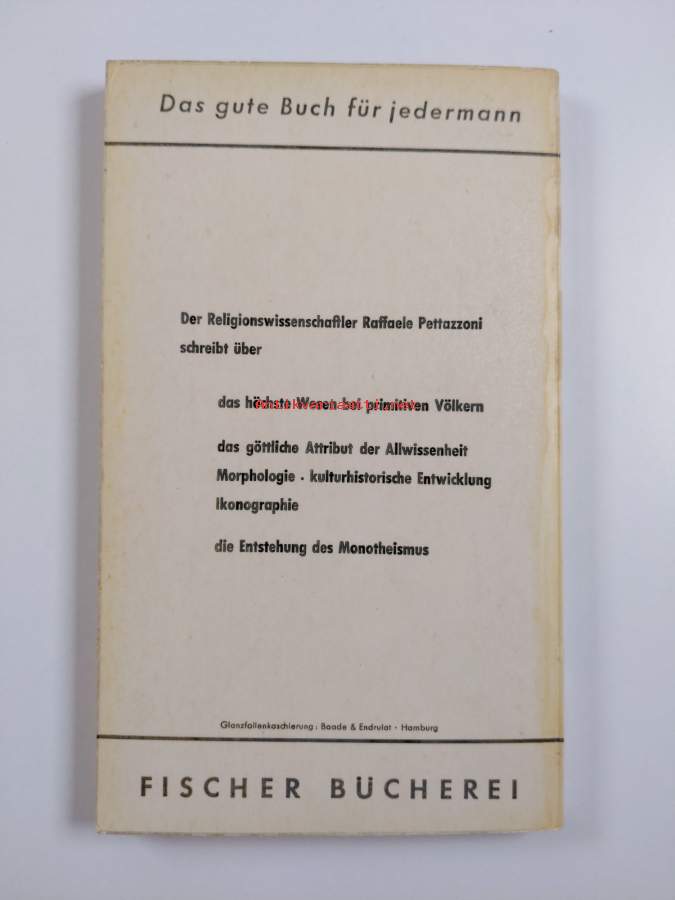 Das gute Buch für jedermann
Der Religionswissenschaftler Raffaele Pettazzoni
schreibt über
das höchste Wesen bei primitiven Völkern
das göttliche Attribut der Allwissenheit
Morphologie · kulturhistorische Entwicklung
Ikonographie
die Entstehung des Monotheismus
Glanzfolienkaschierung: Baade & Endrulat · Hamburg
FISCHER BÜCHEREI